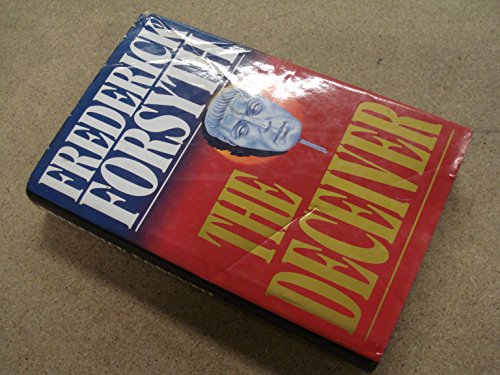 FREDERICK
FORSYTH
THE
DECEIVER